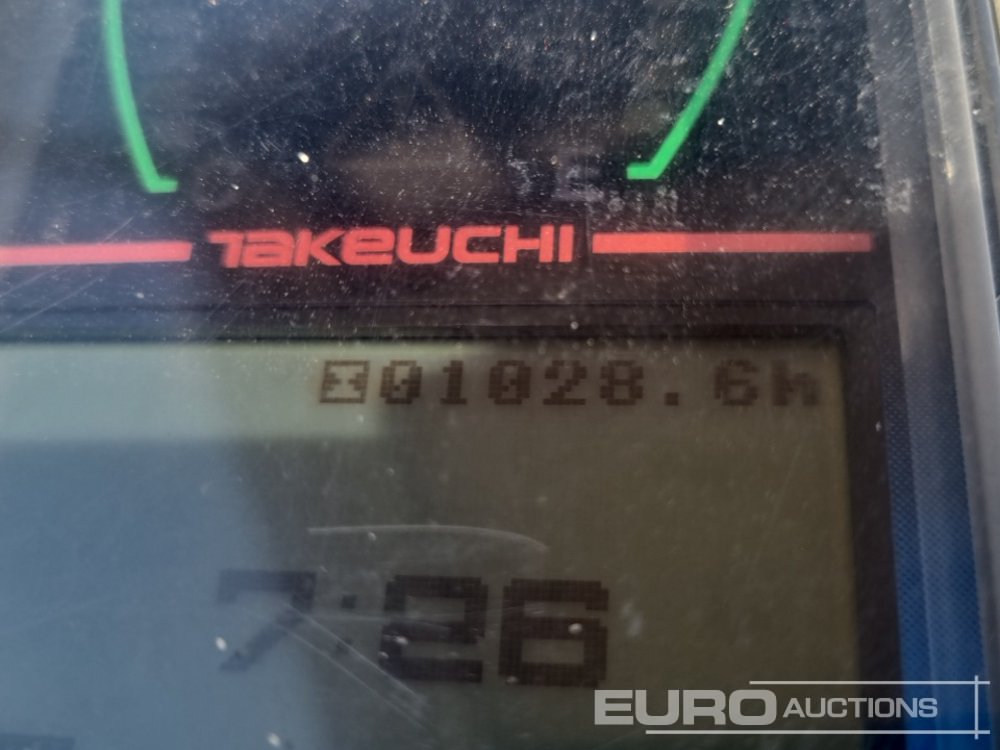 TAKEUCHI
01028.6h
7:26
EURO AUCTIONS